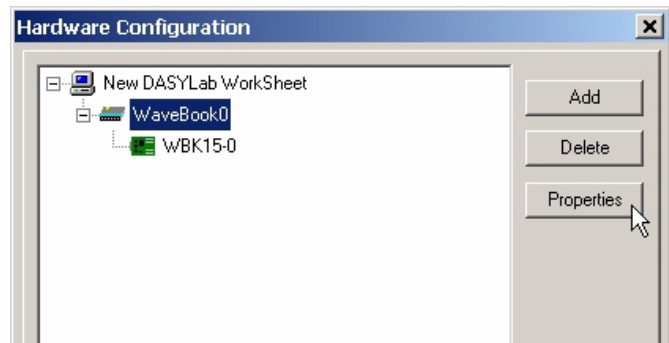 Hardware Configuration
New DASYLab WorkSheet
WaveBook0
WBK15-0
Add
Delete
Properties